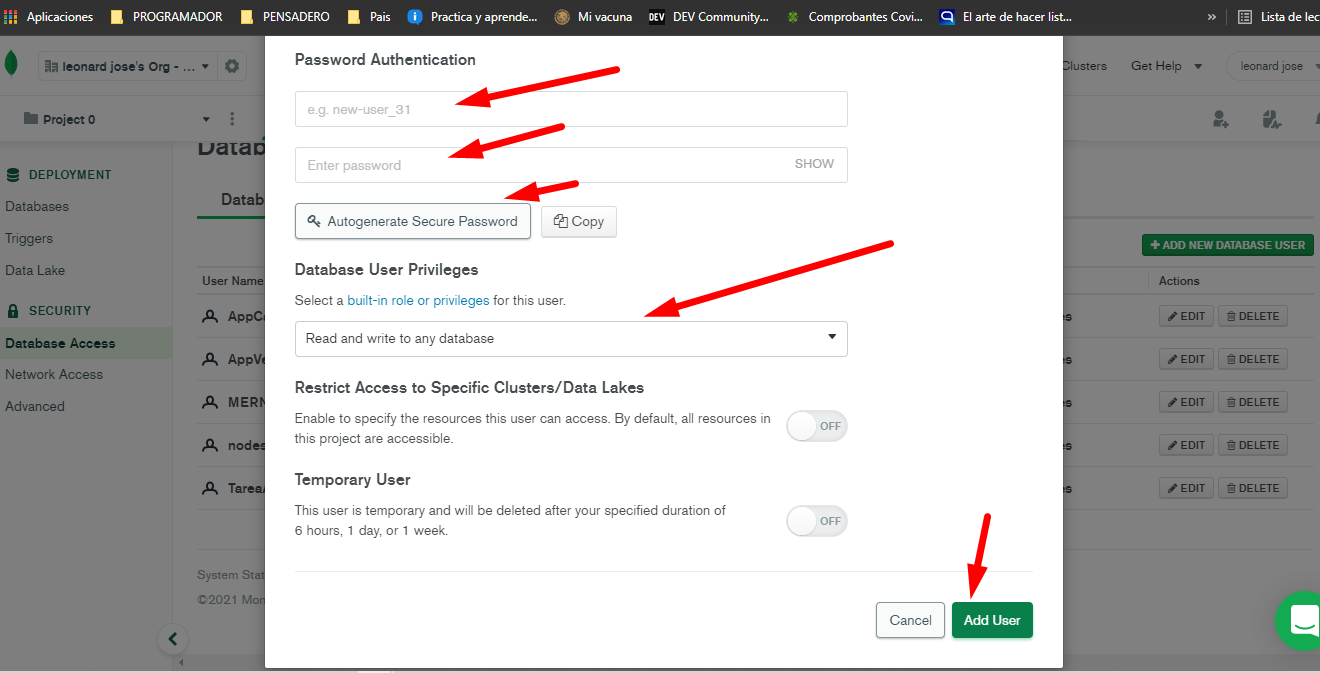 Aplicaciones PROGRAMADOR PENSADERO Pais Practica y aprende... Mi vacuna DEV DEV Community... Comprobantes Covi... El arte de hacer list... » Lista de lec
leonard jose's Org - ...
Clusters Get Help leonard jose
Project 0
DEPLOYMENT
Databases
Triggers
Data Lake
SECURITY
Database Access
Network Access
Advanced
Datab
Datab
ADD NEW DATABASE USER
User Name
Actions
AppCa
EDIT DELETE
AppVe
EDIT DELETE
MERN
EDIT DELETE
nodes
EDIT DELETE
TareaA
EDIT DELETE
System Stat
©2021 Mon
Password Authentication
e.g. new-user_31
Enter password SHOW
Autogenerate Secure Password Copy
Database User Privileges
Select a built-in role or privileges for this user.
Read and write to any database
Restrict Access to Specific Clusters/Data Lakes
Enable to specify the resources this user can access. By default, all resources in
this project are accessible.
OFF
Temporary User
This user is temporary and will be deleted after your specified duration of
6 hours, 1 day, or 1 week.
OFF
Cancel Add User